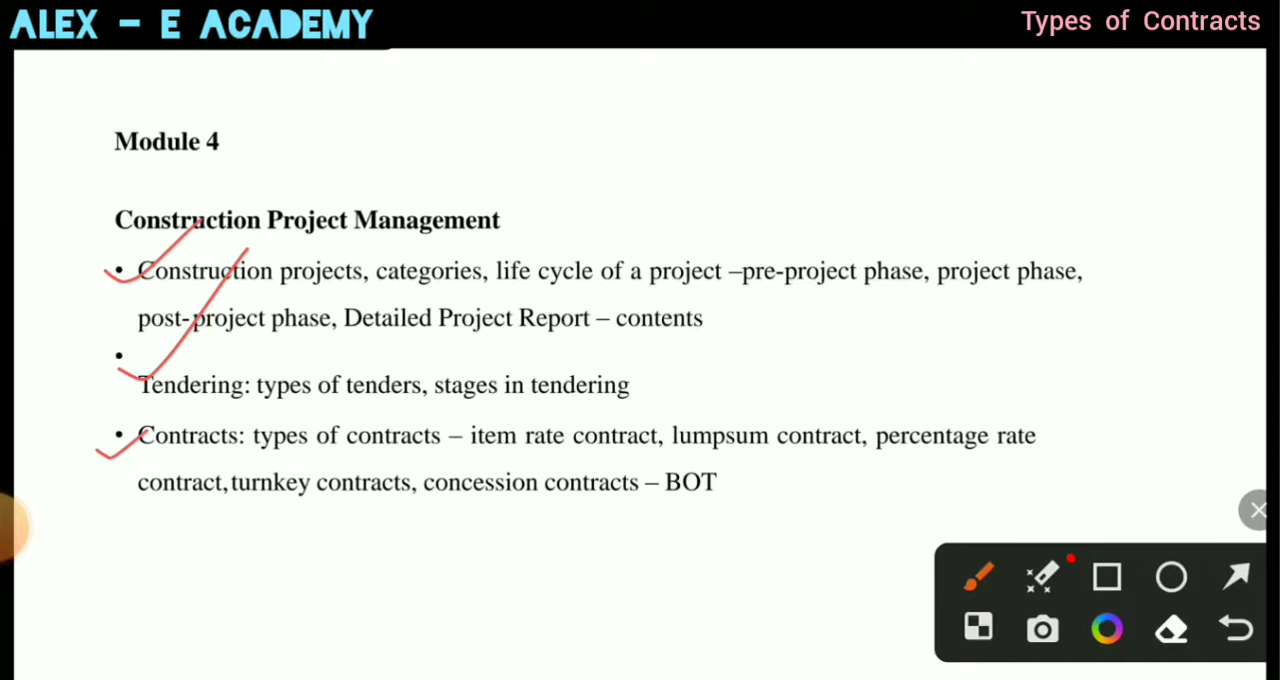 ALEX - E ACADEMY
Types of Contracts
Module 4
Construction Project Management
• Construction projects, categories, life cycle of a project –pre-project phase, project phase,
post-project phase, Detailed Project Report – contents
•
Tendering: types of tenders, stages in tendering
• Contracts: types of contracts – item rate contract, lumpsum contract, percentage rate
contract, turnkey contracts, concession contracts – BOT